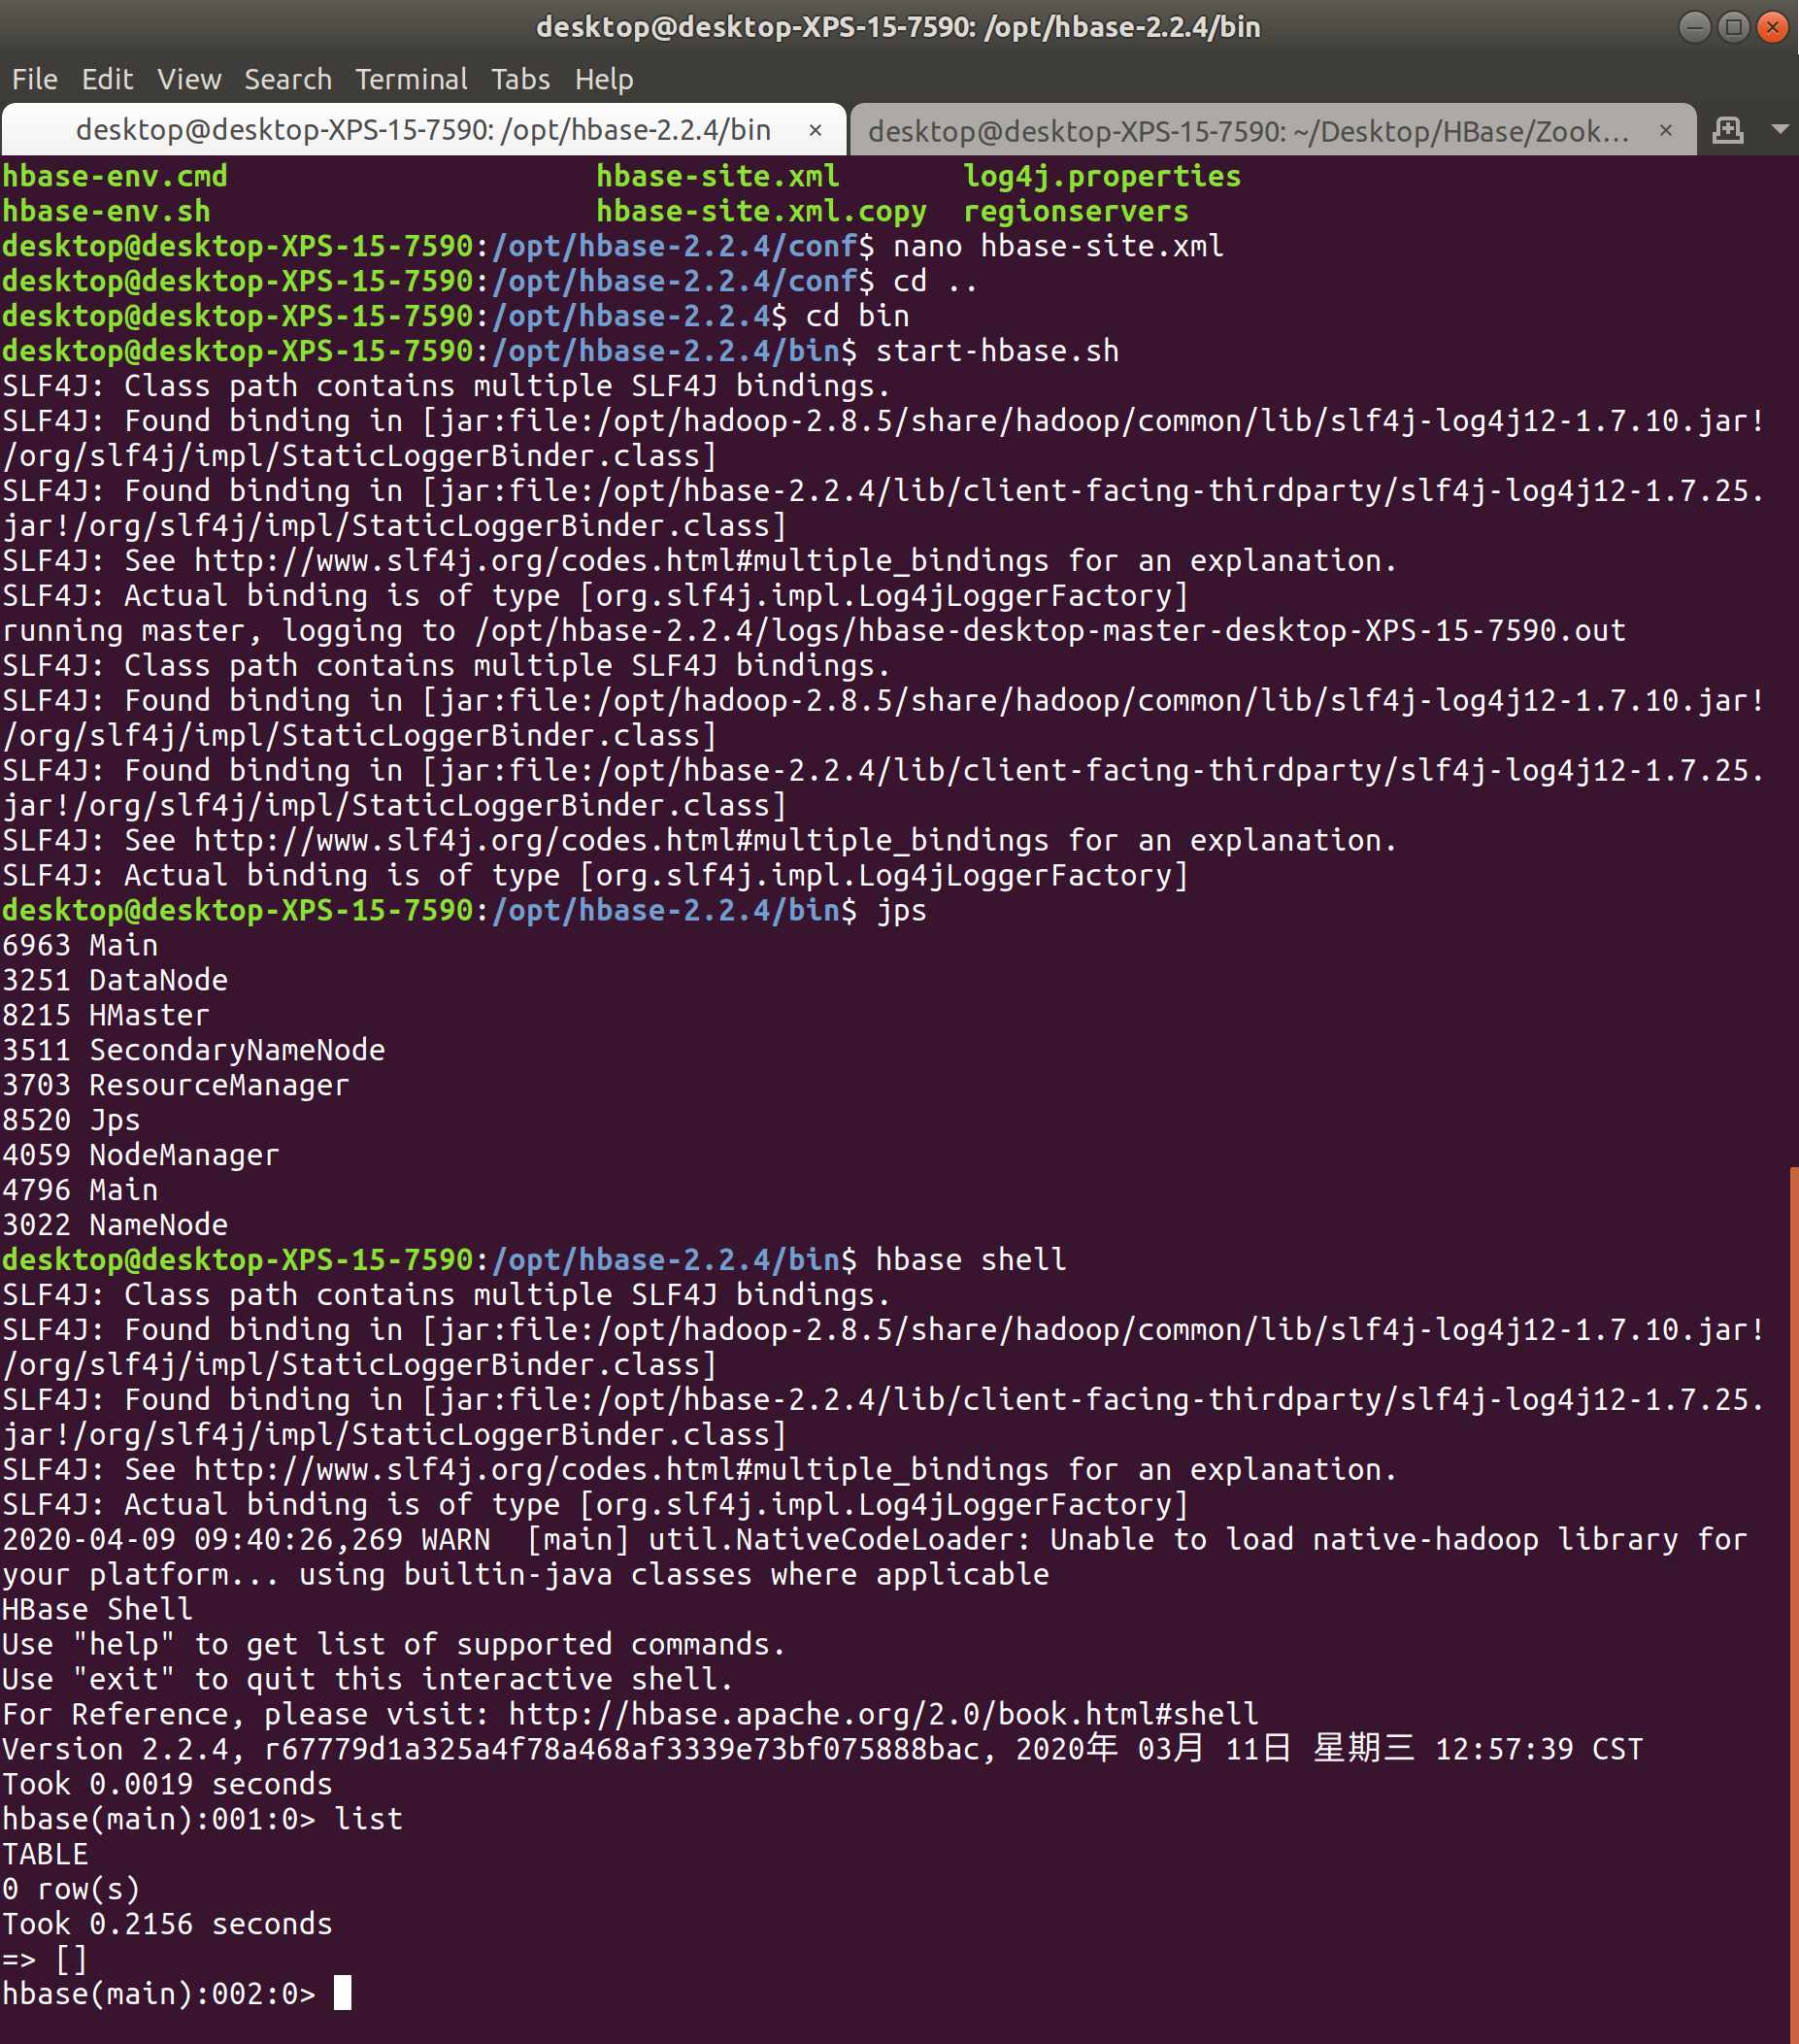 desktop@desktop-XPS-15-7590: /opt/hbase-2.2.4/bin
File Edit View Search Terminal Tabs Help
desktop@desktop-XPS-15-7590: /opt/hbase-2.2.4/bin × desktop@desktop-XPS-15-7590: ~/Desktop/HBase/Zook... ×
hbase-env.cmd hbase-site.xml log4j.properties
hbase-env.sh hbase-site.xml.copy regionservers
desktop@desktop-XPS-15-7590:/opt/hbase-2.2.4/conf$ nano hbase-site.xml
desktop@desktop-XPS-15-7590:/opt/hbase-2.2.4/conf$ cd ..
desktop@desktop-XPS-15-7590:/opt/hbase-2.2.4$ cd bin
desktop@desktop-XPS-15-7590:/opt/hbase-2.2.4/bin$ start-hbase.sh
SLF4J: Class path contains multiple SLF4J bindings.
SLF4J: Found binding in [jar:file:/opt/hadoop-2.8.5/share/hadoop/common/lib/slf4j-log4j12-1.7.10.jar!
/org/slf4j/impl/StaticLoggerBinder.class]
SLF4J: Found binding in [jar:file:/opt/hbase-2.2.4/lib/client-facing-thirdparty/slf4j-log4j12-1.7.25.
jar!/org/slf4j/impl/StaticLoggerBinder.class]
SLF4J: See http://www.slf4j.org/codes.html#multiple_bindings for an explanation.
SLF4J: Actual binding is of type [org.slf4j.impl.Log4jLoggerFactory]
running master, logging to /opt/hbase-2.2.4/logs/hbase-desktop-master-desktop-XPS-15-7590.out
SLF4J: Class path contains multiple SLF4J bindings.
SLF4J: Found binding in [jar:file:/opt/hadoop-2.8.5/share/hadoop/common/lib/slf4j-log4j12-1.7.10.jar!
/org/slf4j/impl/StaticLoggerBinder.class]
SLF4J: Found binding in [jar:file:/opt/hbase-2.2.4/lib/client-facing-thirdparty/slf4j-log4j12-1.7.25.
jar!/org/slf4j/impl/StaticLoggerBinder.class]
SLF4J: See http://www.slf4j.org/codes.html#multiple_bindings for an explanation.
SLF4J: Actual binding is of type [org.slf4j.impl.Log4jLoggerFactory]
desktop@desktop-XPS-15-7590:/opt/hbase-2.2.4/bin$ jps
6963 Main
3251 DataNode
8215 HMaster
3511 SecondaryNameNode
3703 ResourceManager
8520 Jps
4059 NodeManager
4796 Main
3022 NameNode
desktop@desktop-XPS-15-7590:/opt/hbase-2.2.4/bin$ hbase shell
SLF4J: Class path contains multiple SLF4J bindings.
SLF4J: Found binding in [jar:file:/opt/hadoop-2.8.5/share/hadoop/common/lib/slf4j-log4j12-1.7.10.jar!
/org/slf4j/impl/StaticLoggerBinder.class]
SLF4J: Found binding in [jar:file:/opt/hbase-2.2.4/lib/client-facing-thirdparty/slf4j-log4j12-1.7.25.
jar!/org/slf4j/impl/StaticLoggerBinder.class]
SLF4J: See http://www.slf4j.org/codes.html#multiple_bindings for an explanation.
SLF4J: Actual binding is of type [org.slf4j.impl.Log4jLoggerFactory]
2020-04-09 09:40:26,269 WARN  [main] util.NativeCodeLoader: Unable to load native-hadoop library for
your platform... using builtin-java classes where applicable
HBase Shell
Use "help" to get list of supported commands.
Use "exit" to quit this interactive shell.
For Reference, please visit: http://hbase.apache.org/2.0/book.html#shell
Version 2.2.4, r67779d1a325a4f78a468af3339e73bf075888bac, 2020年 03月 11日 星期三 12:57:39 CST
Took 0.0019 seconds
hbase(main):001:0> list
TABLE
0 row(s)
Took 0.2156 seconds
=> []
hbase(main):002:0>